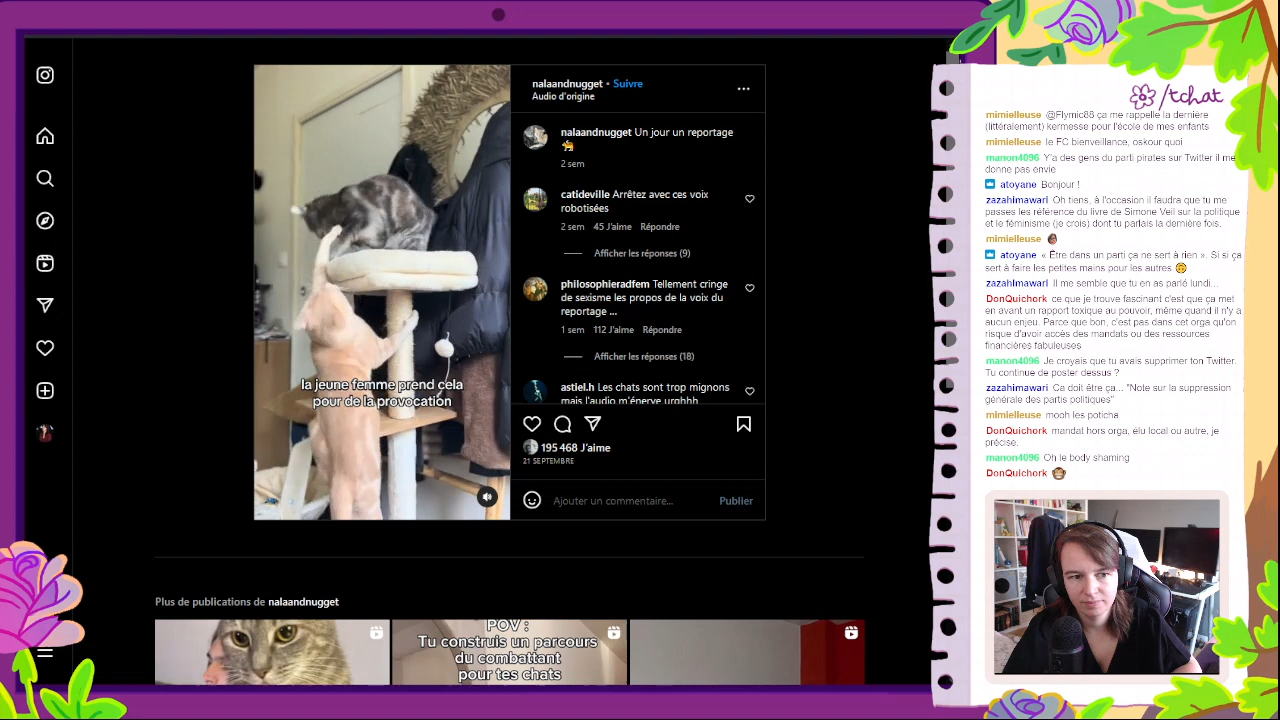 nalaandnugget • Suivre
Audio d'origine
nalaandnugget Un jour un reportage
2 sem
catideville Arrêtez avec ces voix
robotisées
2 sem 45 J'aime Répondre
Afficher les réponses (9)
philosophieradfem Tellement cringe
de sexisme les propos de la voix du
reportage ...
1 sem 112 J'aime Répondre
Afficher les réponses (18)
astiel.h Les chats sont trop mignons
mais l'audio m'énerve urghhh
195 468 J'aime
21 SEPTEMBRE
Ajouter un commentaire... Publier
la jeune femme prend cela
pour de la provocation
Plus de publications de nalaandnugget
POV :
Tu construis un parcours
du combattant
pour tes chats
/tchat
mimielleuse @Flymic88 ça me rappelle la dernière
(littéralement) kermesse pour l'école de mes enfants
mimielleuse le FC bienveillance, oskour quoi
manon4096 Y'a des gens du parti pirates sur Twitter il me
donne pas envie
atoyane Bonjour !
zazahimawari Oh tiens, à l'occasion il faudra que tu me
passes les référence du livre de Simone Veil sur la politique
et le féminisme (je crois) dont tu parlais la dernière fois.
mimielleuse
atoyane « Être dans un parti ça ne sert à rien ». Si si ça
sert à faire les petites mains pour les autres
zazahimawari Il me semble que tu en as parlé lundi...
DonQuichork ce que je trouve fascinant c'est que ça met
en avant un rapport toxique au pouvoir, même quand il n'y a
aucun enjeu. Parce que bon, c'est pas dans cet orga qu'on
risque d'avoir accès des mandats ou des ressources
financières fabuleuses
manon4096 Je croyais que tu avais supprimer ton Twitter.
Tu continue de poster dessus ?
zazahimawari Ca doit être ça... "Note sur la suppression
générale des partis politiques"
mimielleuse mooh les potcha
DonQuichork mandat hors orga, élu local ou autre, je
précise.
manon4096 Oh le body shaming
DonQuichork